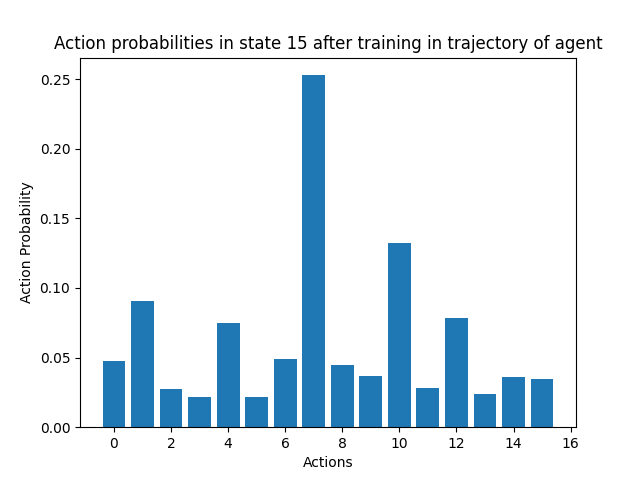 Action probabilities in state 15 after training in trajectory of agent
0.25
0.20
0.15
0.10
0.05
0.00
Action Probability
0 2 4 6 8 10 12 14 16
Actions